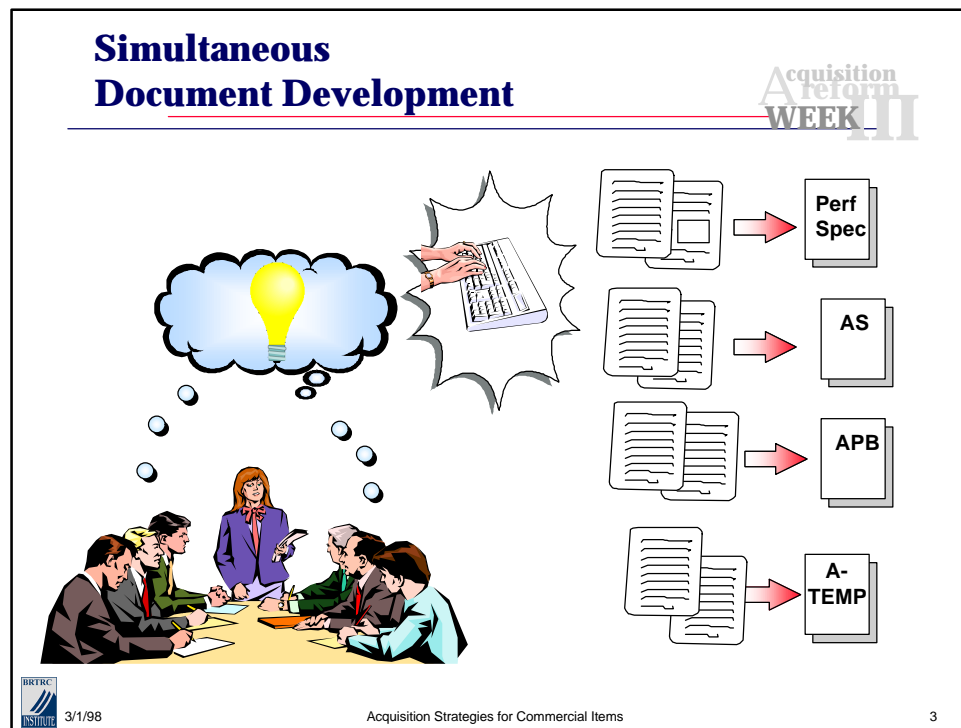 Simultaneous
Document Development
Acquisition
reform
WEEK III
Perf
Spec
AS
APB
A-
TEMP
BRTRC
INSTITUTE
3/1/98
Acquisition Strategies for Commercial Items
3